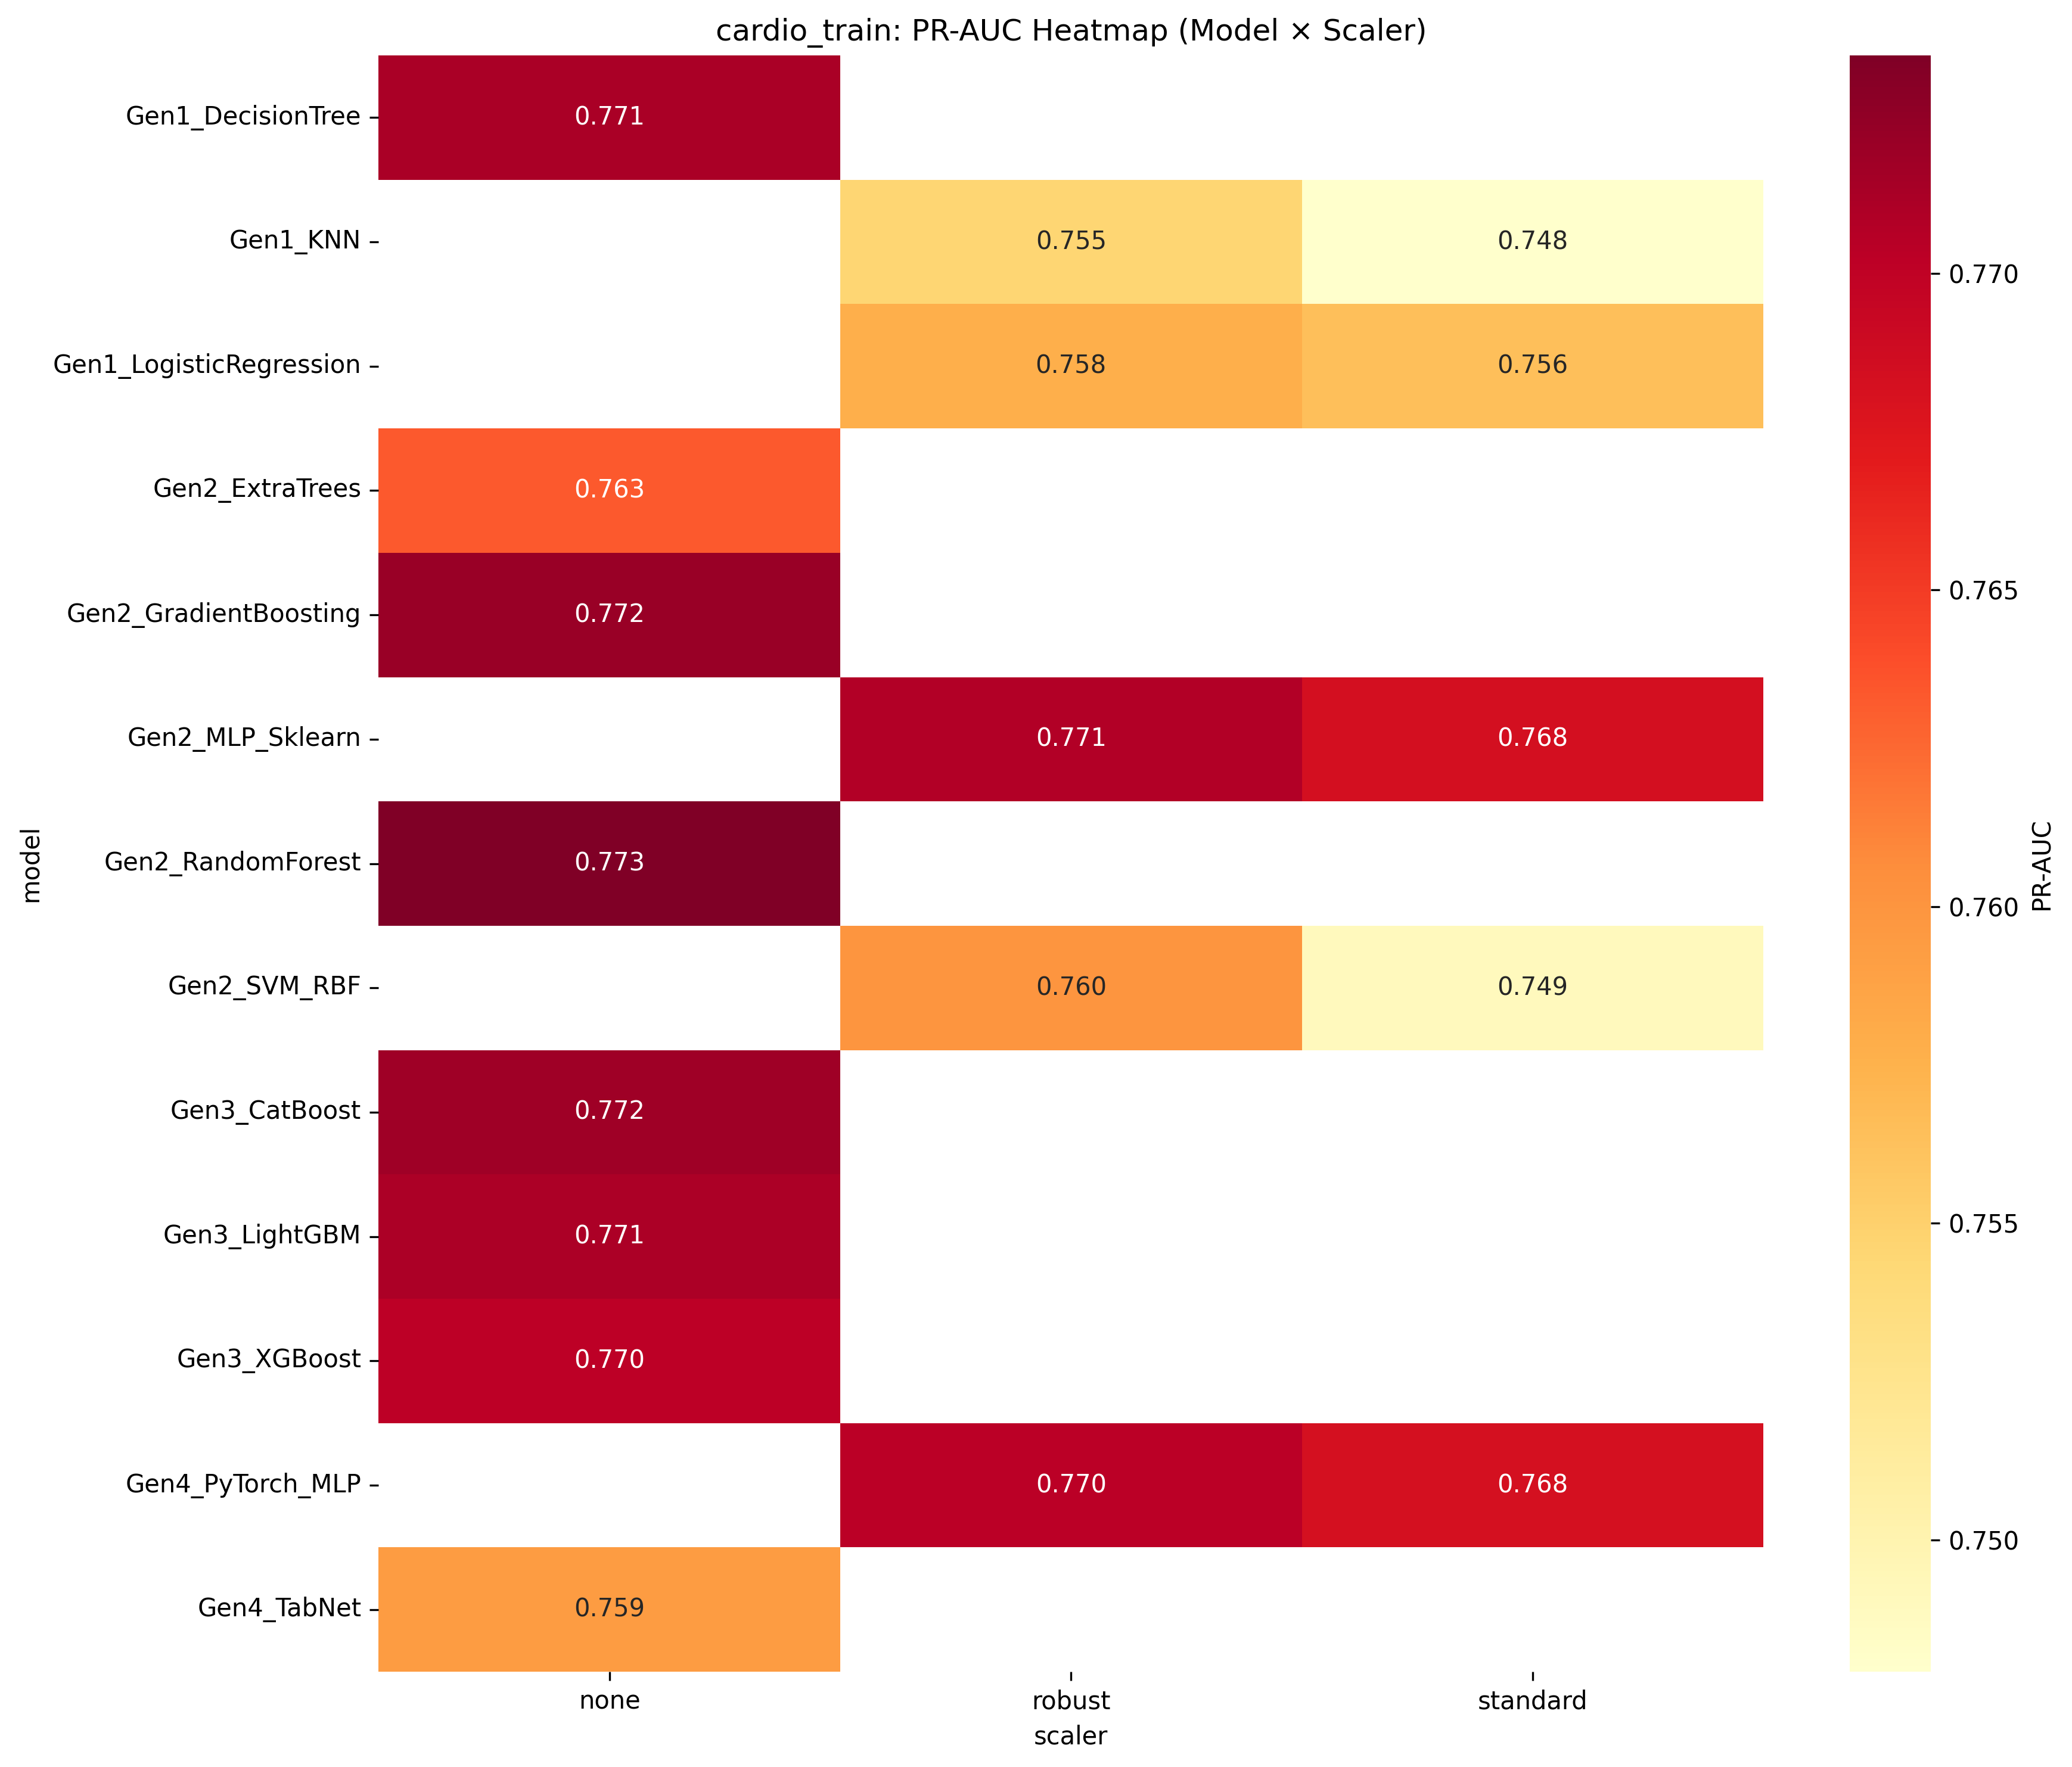 cardio_train: PR-AUC Heatmap (Model × Scaler)
Gen1_DecisionTree 0.771
Gen1_KNN 0.755 0.748
Gen1_LogisticRegression 0.758 0.756
Gen2_ExtraTrees 0.763
Gen2_GradientBoosting 0.772
Gen2_MLP_Sklearn 0.771 0.768
Gen2_RandomForest 0.773
Gen2_SVM_RBF 0.760 0.749
Gen3_CatBoost 0.772
Gen3_LightGBM 0.771
Gen3_XGBoost 0.770
Gen4_PyTorch_MLP 0.770 0.768
Gen4_TabNet 0.759
none robust standard
scaler
model
0.770
0.765
0.760
0.755
0.750
PR-AUC